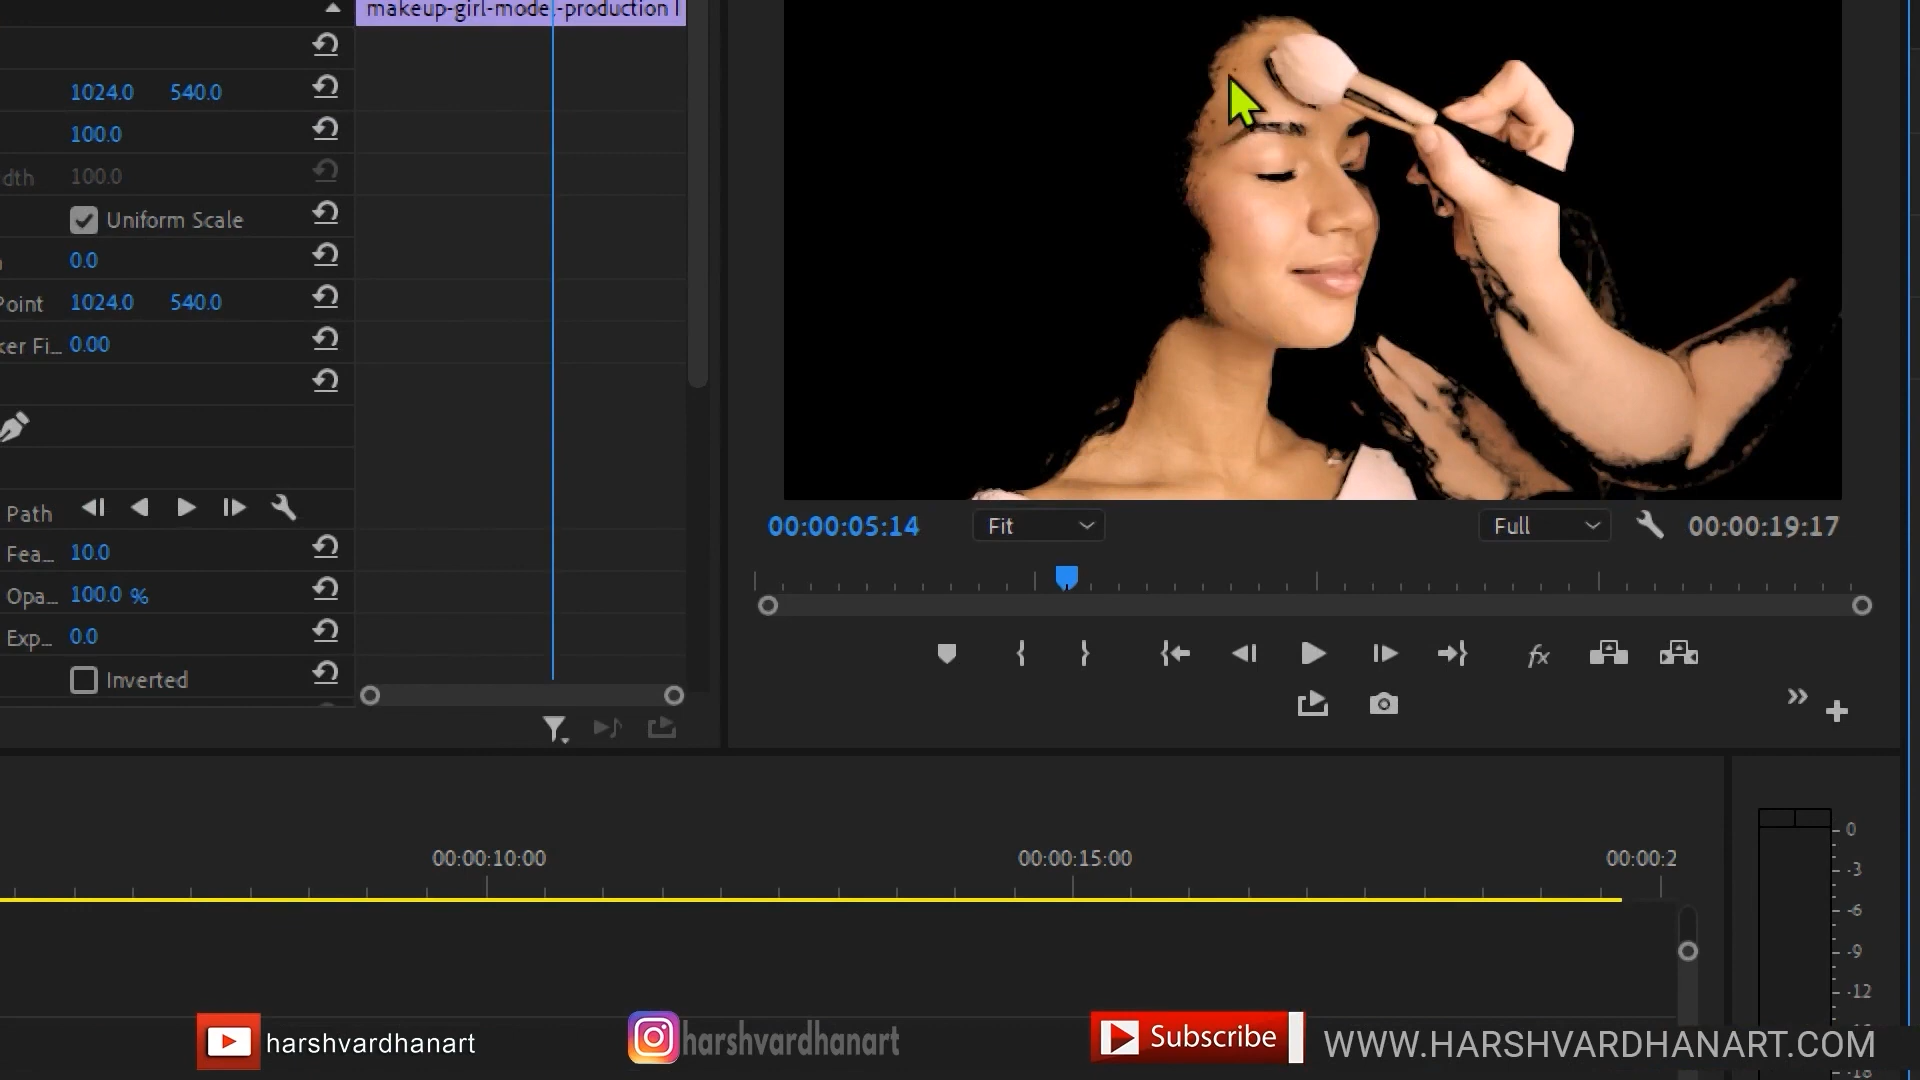 makeup-girl-model-production
1024.0 540.0
100.0
dth 100.0
Uniform Scale
0.0
Point 1024.0 540.0
ker Fi... 0.00
Path
Fea... 10.0
Opa... 100.0 %
Exp... 0.0
Inverted
00:00:05:14 Fit Full 00:00:19:17
fx
00:00:10:00 00:00:15:00 00:00:2
0
-3
-6
-9
-12
-18
harshvardhanart harshvardhanart Subscribe WWW.HARSHVARDHANART.COM